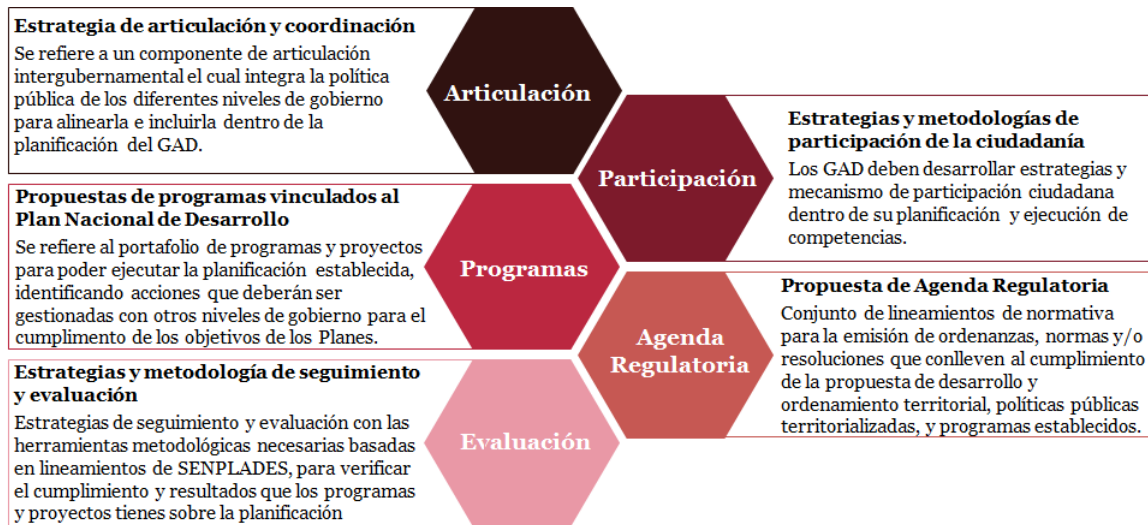 Estrategia de articulación y coordinación
Se refiere a un componente de articulación
intergubernamental el cual integra la política
pública de los diferentes niveles de gobierno
para alinearla e incluirla dentro de la
planificación del GAD.
Articulación
Estrategias y metodologías de
participación de la ciudadanía
Los GAD deben desarrollar estrategias y
mecanismo de participación ciudadana
dentro de su planificación y ejecución de
competencias.
Participación
Propuestas de programas vinculados al
Plan Nacional de Desarrollo
Se refiere al portafolio de programas y proyectos
para poder ejecutar la planificación establecida,
identificando acciones que deberán ser
gestionadas con otros niveles de gobierno para el
cumplimento de los objetivos de los Planes.
Programas
Propuesta de Agenda Regulatoria
Conjunto de lineamientos de normativa
para la emisión de ordenanzas, normas y/o
resoluciones que conlleven al cumplimiento
de la propuesta de desarrollo y
ordenamiento territorial, políticas públicas
territorializadas, y programas establecidos.
Agenda
Regulatoria
Estrategias y metodología de seguimiento
y evaluación
Estrategias de seguimiento y evaluación con las
herramientas metodológicas necesarias basadas
en lineamientos de SENPLADES, para verificar
el cumplimiento y resultados que los programas
y proyectos tienes sobre la planificación
Evaluación